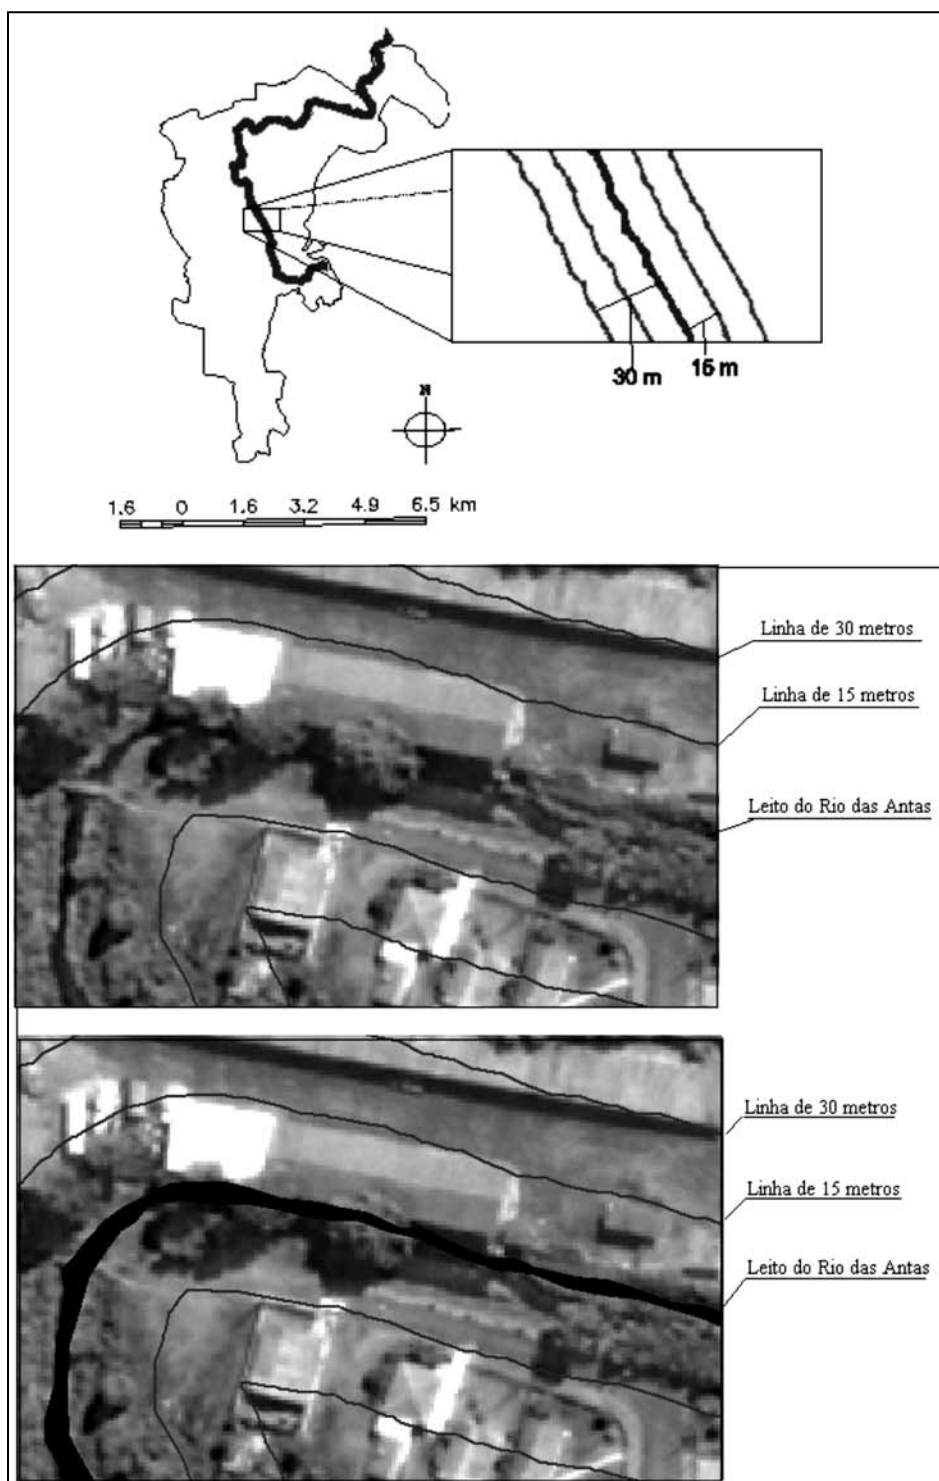 30 m
15 m
N
1.6 0 1.6 3.2 4.9 6.5 km
Linha de 30 metros
Linha de 15 metros
Leito do Rio das Antas
Linha de 30 metros
Linha de 15 metros
Leito do Rio das Antas